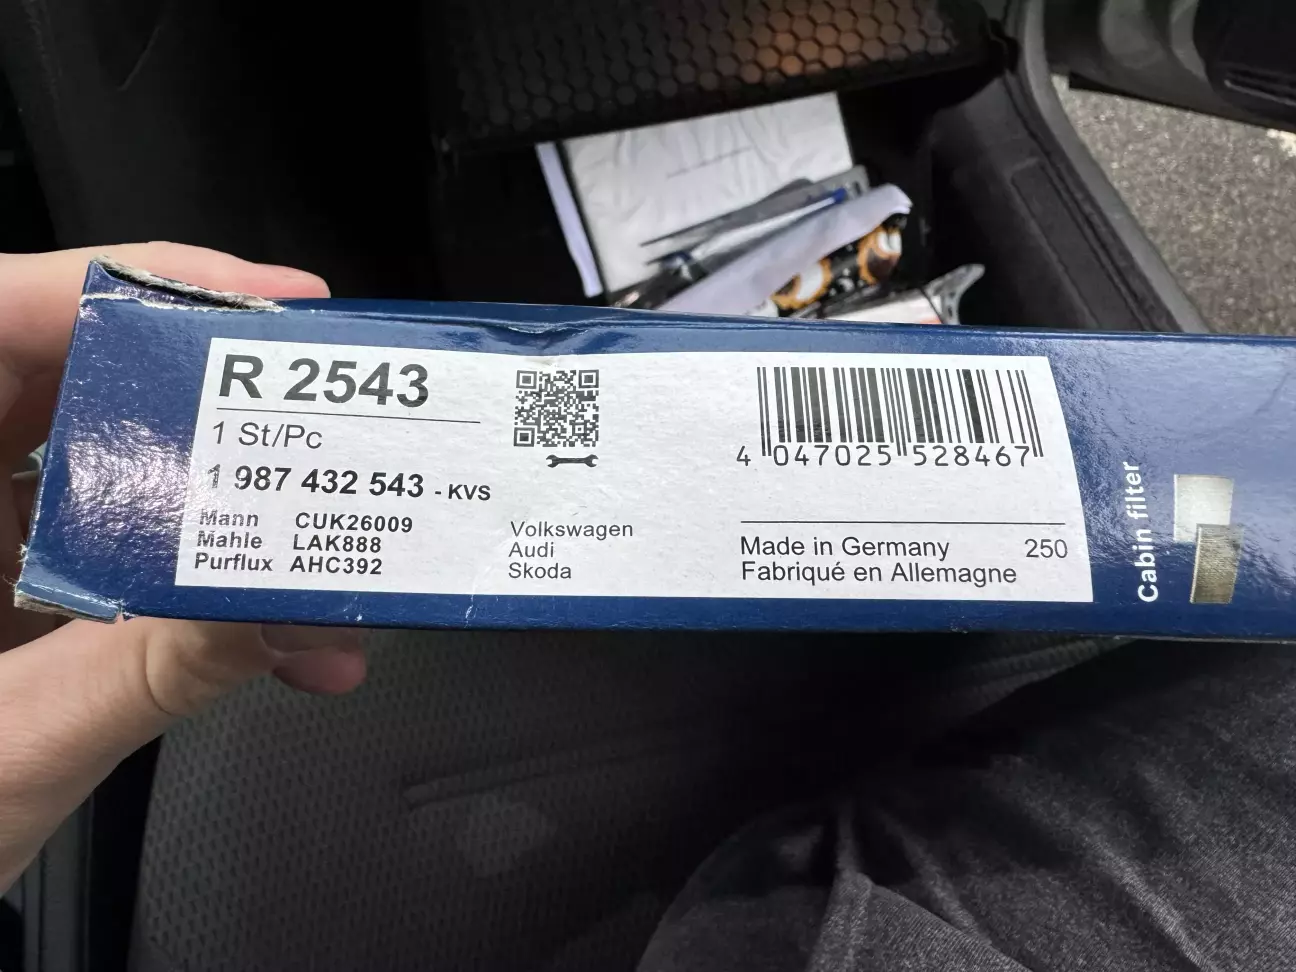 R 2543
1 St/Pc
1 987 432 543 - KVS
Mann CUK26009
Mahle LAK888
Purflux AHC392
Volkswagen
Audi
Skoda
4 047025 528467
Made in Germany 250
Fabriqué en Allemagne
Cabin filter